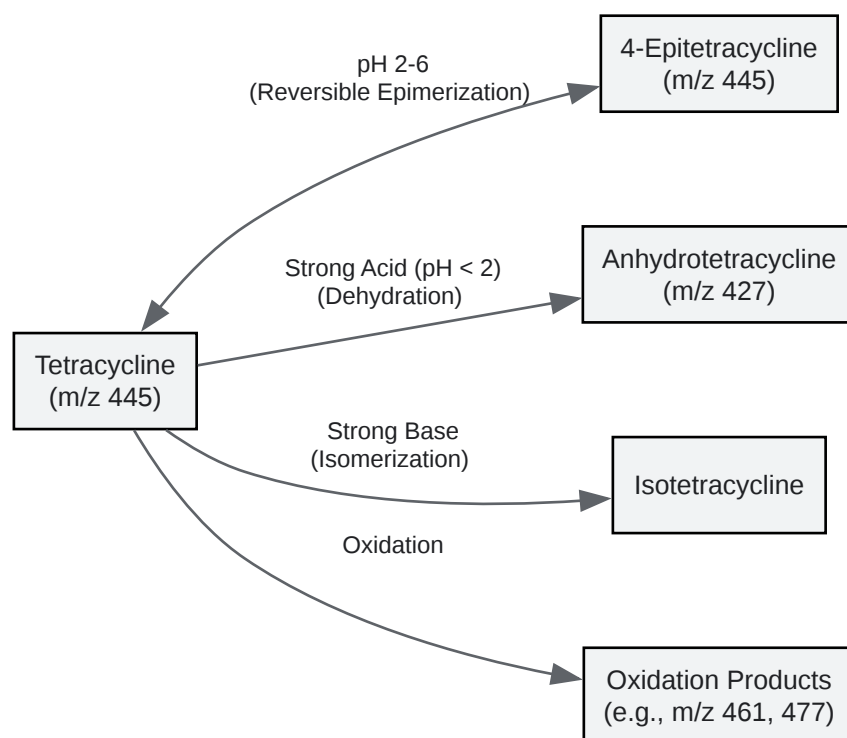 pH 2-6
(Reversible Epimerization)
4-Epitetracycline
(m/z 445)
Strong Acid (pH < 2)
(Dehydration)
Anhydrotetracycline
(m/z 427)
Tetracycline
(m/z 445)
Strong Base
(Isomerization)
Isotetracycline
Oxidation
Oxidation Products
(e.g., m/z 461, 477)